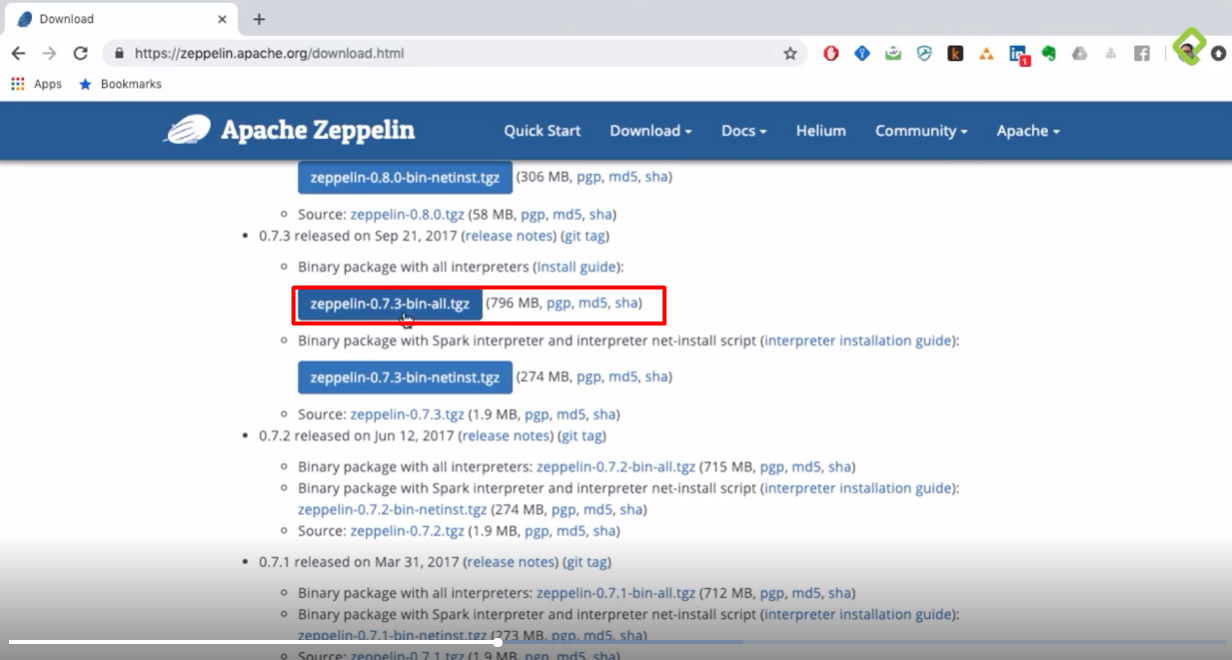 Download
https://zeppelin.apache.org/download.html
1
Apps Bookmarks
Apache Zeppelin Quick Start Download Docs Helium Community Apache
zeppelin-0.8.0-bin-netinst.tgz (306 MB, pgp, md5, sha)
Source: zeppelin-0.8.0.tgz (58 MB, pgp, md5, sha)
0.7.3 released on Sep 21, 2017 (release notes) (git tag)
Binary package with all interpreters (Install guide):
zeppelin-0.7.3-bin-all.tgz (796 MB, pgp, md5, sha)
Binary package with Spark interpreter and interpreter net-install script (interpreter installation guide):
zeppelin-0.7.3-bin-netinst.tgz (274 MB, pgp, md5, sha)
Source: zeppelin-0.7.3.tgz (1.9 MB, pgp, md5, sha)
0.7.2 released on Jun 12, 2017 (release notes) (git tag)
Binary package with all interpreters: zeppelin-0.7.2-bin-all.tgz (715 MB, pgp, md5, sha)
Binary package with Spark interpreter and interpreter net-install script (interpreter installation guide):
zeppelin-0.7.2-bin-netinst.tgz (274 MB, pgp, md5, sha)
Source: zeppelin-0.7.2.tgz (1.9 MB, pgp, md5, sha)
0.7.1 released on Mar 31, 2017 (release notes) (git tag)
Binary package with all interpreters: zeppelin-0.7.1-bin-all.tgz (712 MB, pgp, md5, sha)
Binary package with Spark interpreter and interpreter net-install script (interpreter installation guide):
zeppelin-0.7.1-bin-netinst.tgz (273 MB, pgp, md5, sha)
Source: zeppelin-0.7.1.tgz (1.9 MB, pgp, md5, sha)